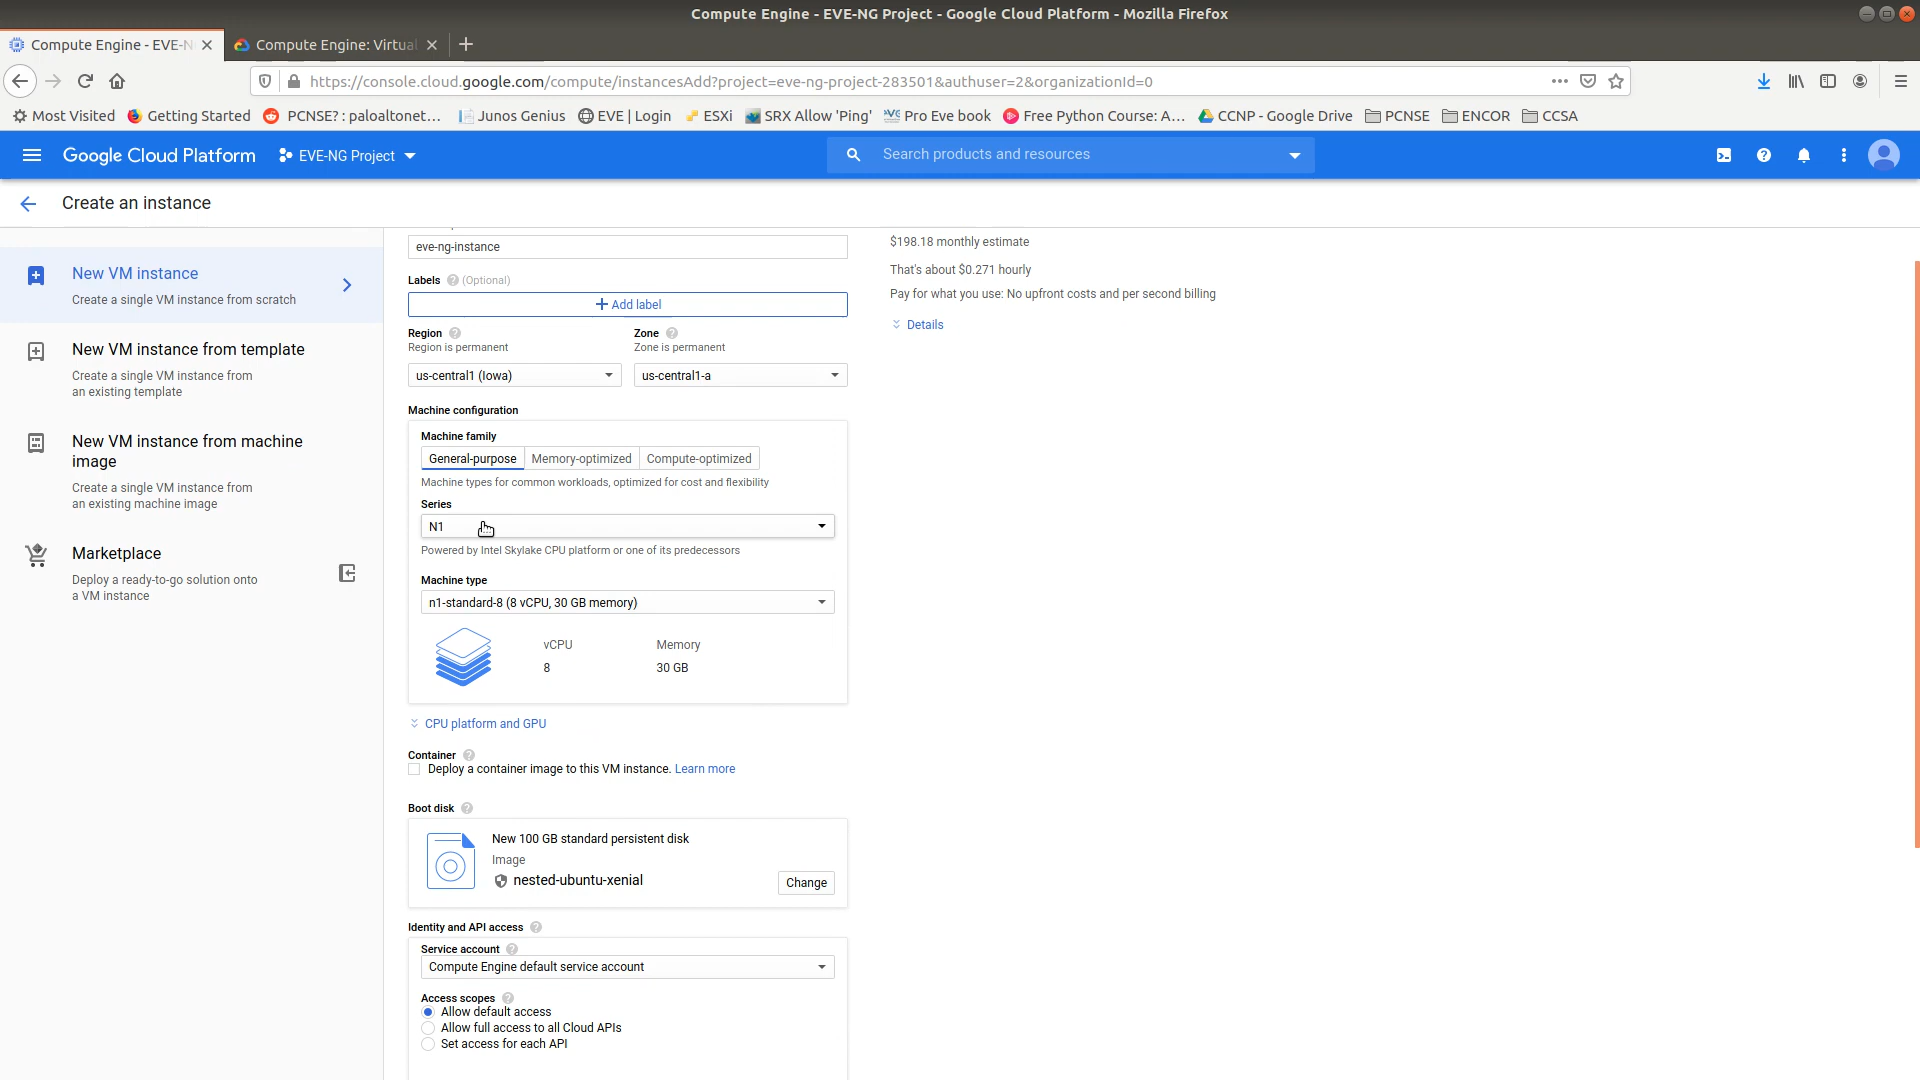 Compute Engine - EVE-NG Project - Google Cloud Platform - Mozilla Firefox
Compute Engine - EVE-N
Compute Engine: Virtual
https://console.cloud.google.com/compute/instancesAdd?project=eve-ng-project-283501&authuser=2&organizationId=0
Most Visited Getting Started PCNSE? : paloaltonet... Junos Genius EVE | Login ESXi SRX Allow 'Ping' Pro Eve book Free Python Course: A... CCNP - Google Drive PCNSE ENCOR CCSA
Google Cloud Platform EVE-NG Project Search products and resources
Create an instance
New VM instance
Create a single VM instance from scratch
New VM instance from template
Create a single VM instance from
an existing template
New VM instance from machine
image
Create a single VM instance from
an existing machine image
Marketplace
Deploy a ready-to-go solution onto
a VM instance
eve-ng-instance
Labels (Optional)
Add label
Region Zone
Region is permanent Zone is permanent
us-central1 (Iowa) us-central1-a
Machine configuration
Machine family
General-purpose Memory-optimized Compute-optimized
Machine types for common workloads, optimized for cost and flexibility
Series
N1
Powered by Intel Skylake CPU platform or one of its predecessors
Machine type
n1-standard-8 (8 vCPU, 30 GB memory)
vCPU Memory
8 30 GB
CPU platform and GPU
Container
Deploy a container image to this VM instance. Learn more
Boot disk
New 100 GB standard persistent disk
Image
nested-ubuntu-xenial
Change
Identity and API access
Service account
Compute Engine default service account
Access scopes
Allow default access
Allow full access to all Cloud APIs
Set access for each API
$198.18 monthly estimate
That's about $0.271 hourly
Pay for what you use: No upfront costs and per second billing
Details